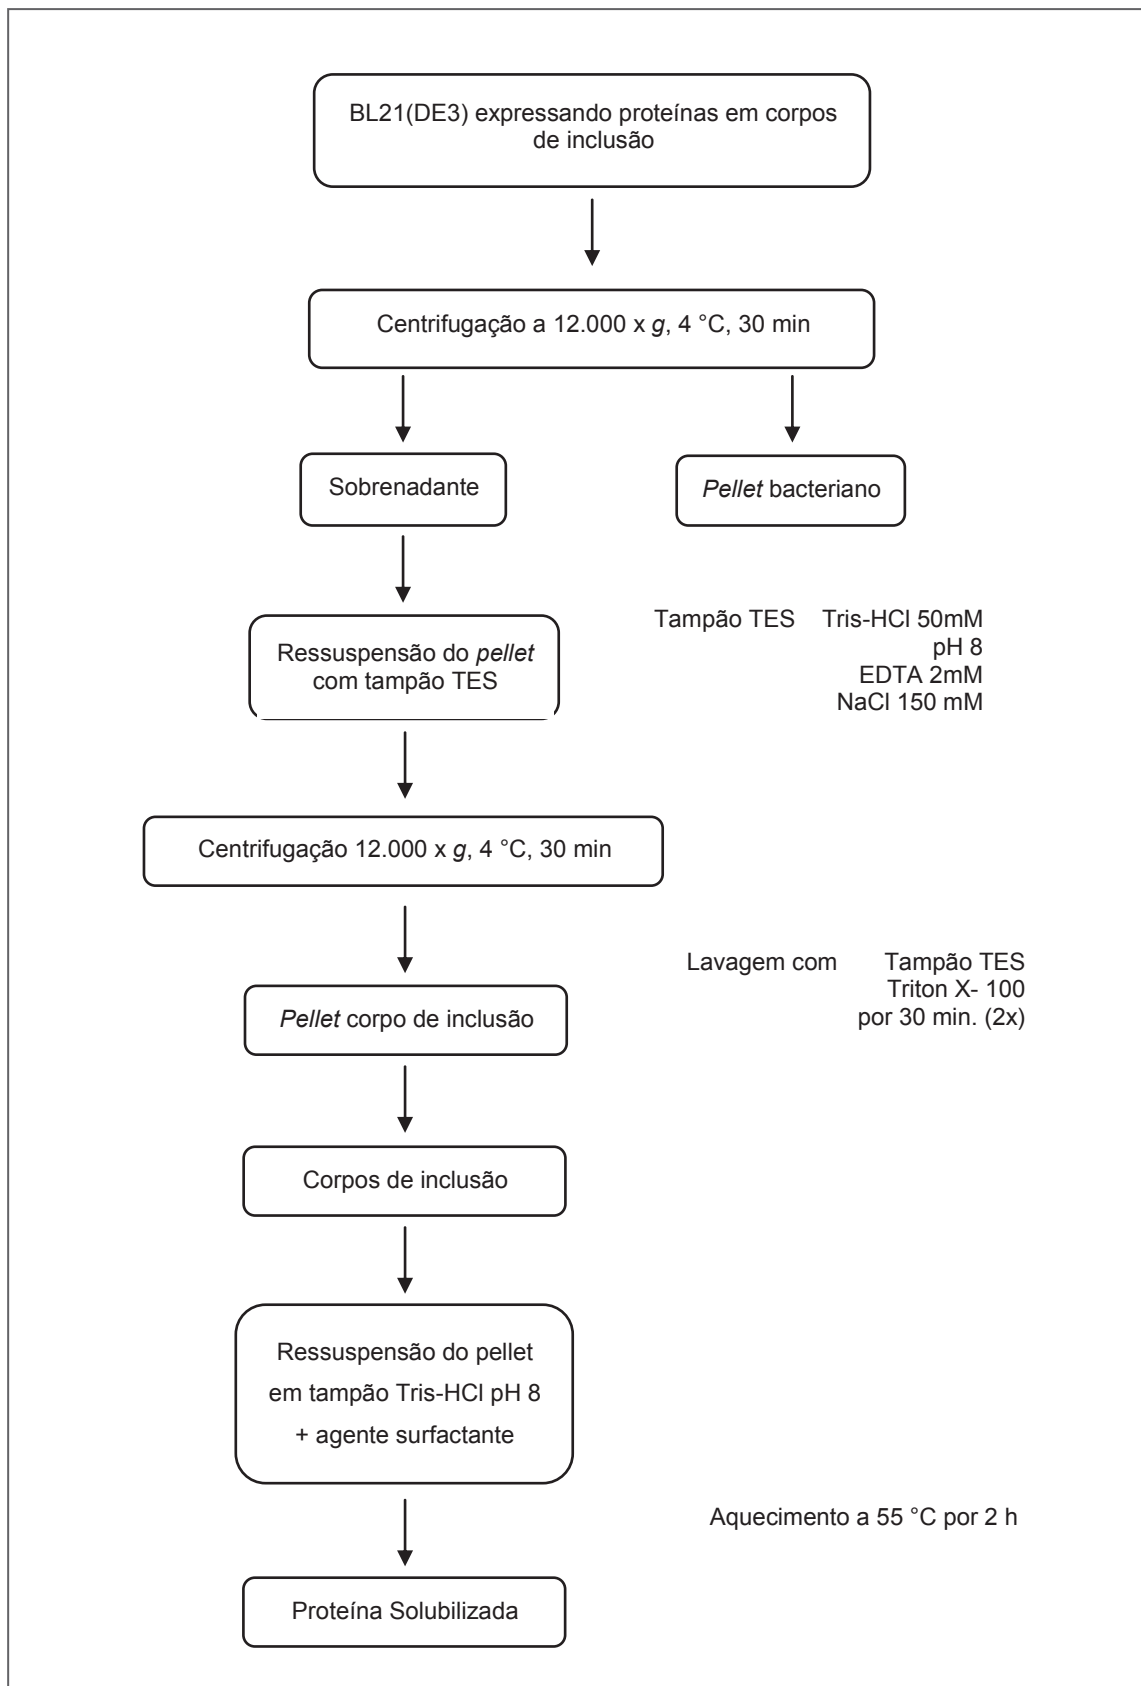 BL21(DE3) expressando proteínas em corpos
de inclusão
Centrifugação a 12.000 x g, 4 °C, 30 min
Sobrenadante
Pellet bacteriano
Ressuspensão do pellet
com tampão TES
Tampão TES Tris-HCl 50mM
pH 8
EDTA 2mM
NaCl 150 mM
Centrifugação 12.000 x g, 4 °C, 30 min
Pellet corpo de inclusão
Lavagem com Tampão TES
Triton X- 100
por 30 min. (2x)
Corpos de inclusão
Ressuspensão do pellet
em tampão Tris-HCl pH 8
+ agente surfactante
Aquecimento a 55 °C por 2 h
Proteína Solubilizada